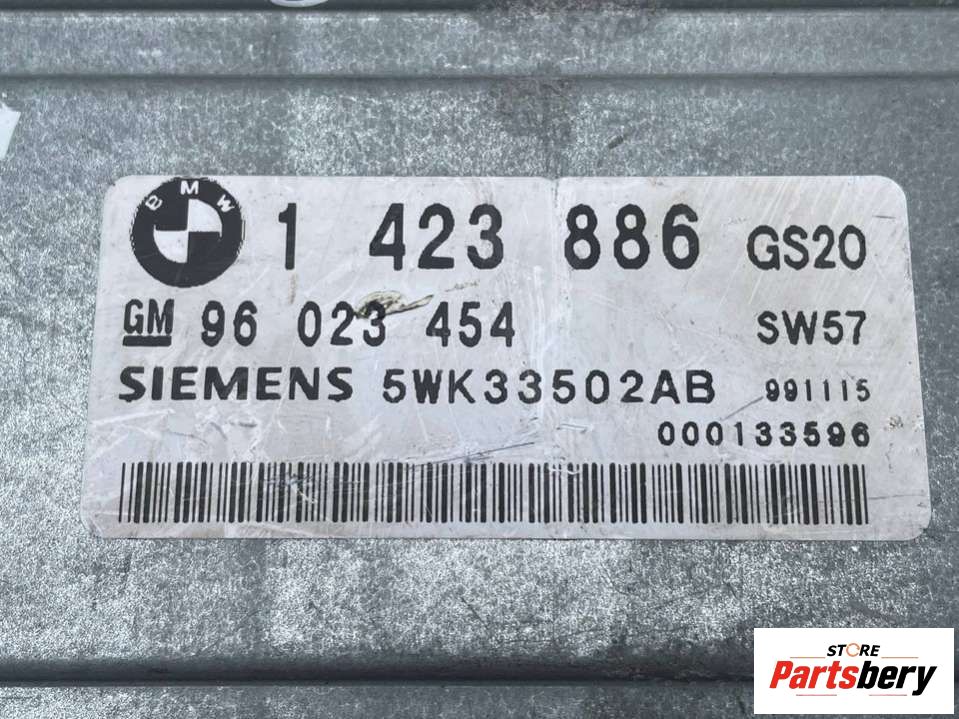 BMW 1 423 886 GS20
GM 96 023 454 SW57
SIEMENS 5WK33502AB 991115
000133596
STORE
Partsbery